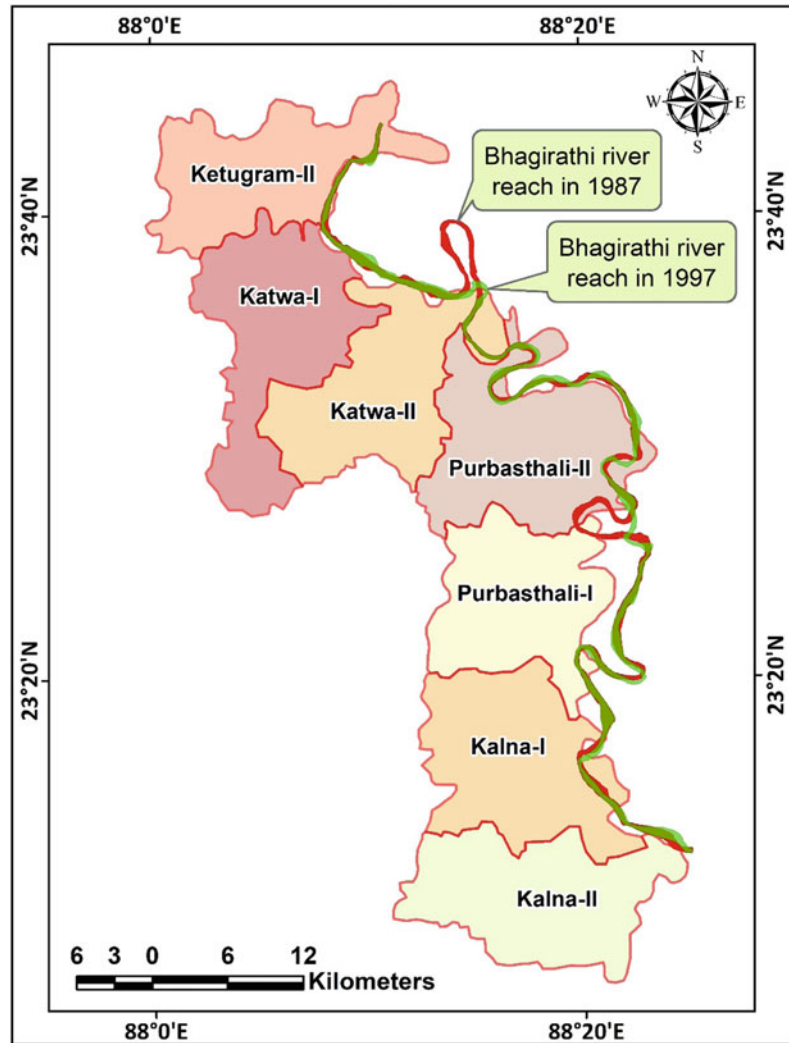 88°0'E 88°20'E
N
W E
S
Bhagirathi river
reach in 1987
Ketugram-II
23°40'N 23°40'N
Bhagirathi river
reach in 1997
Katwa-I
Katwa-II
Purbasthali-II
Purbasthali-I
23°20'N 23°20'N
Kalna-I
Kalna-II
6 3 0 6 12
Kilometers
88°0'E 88°20'E